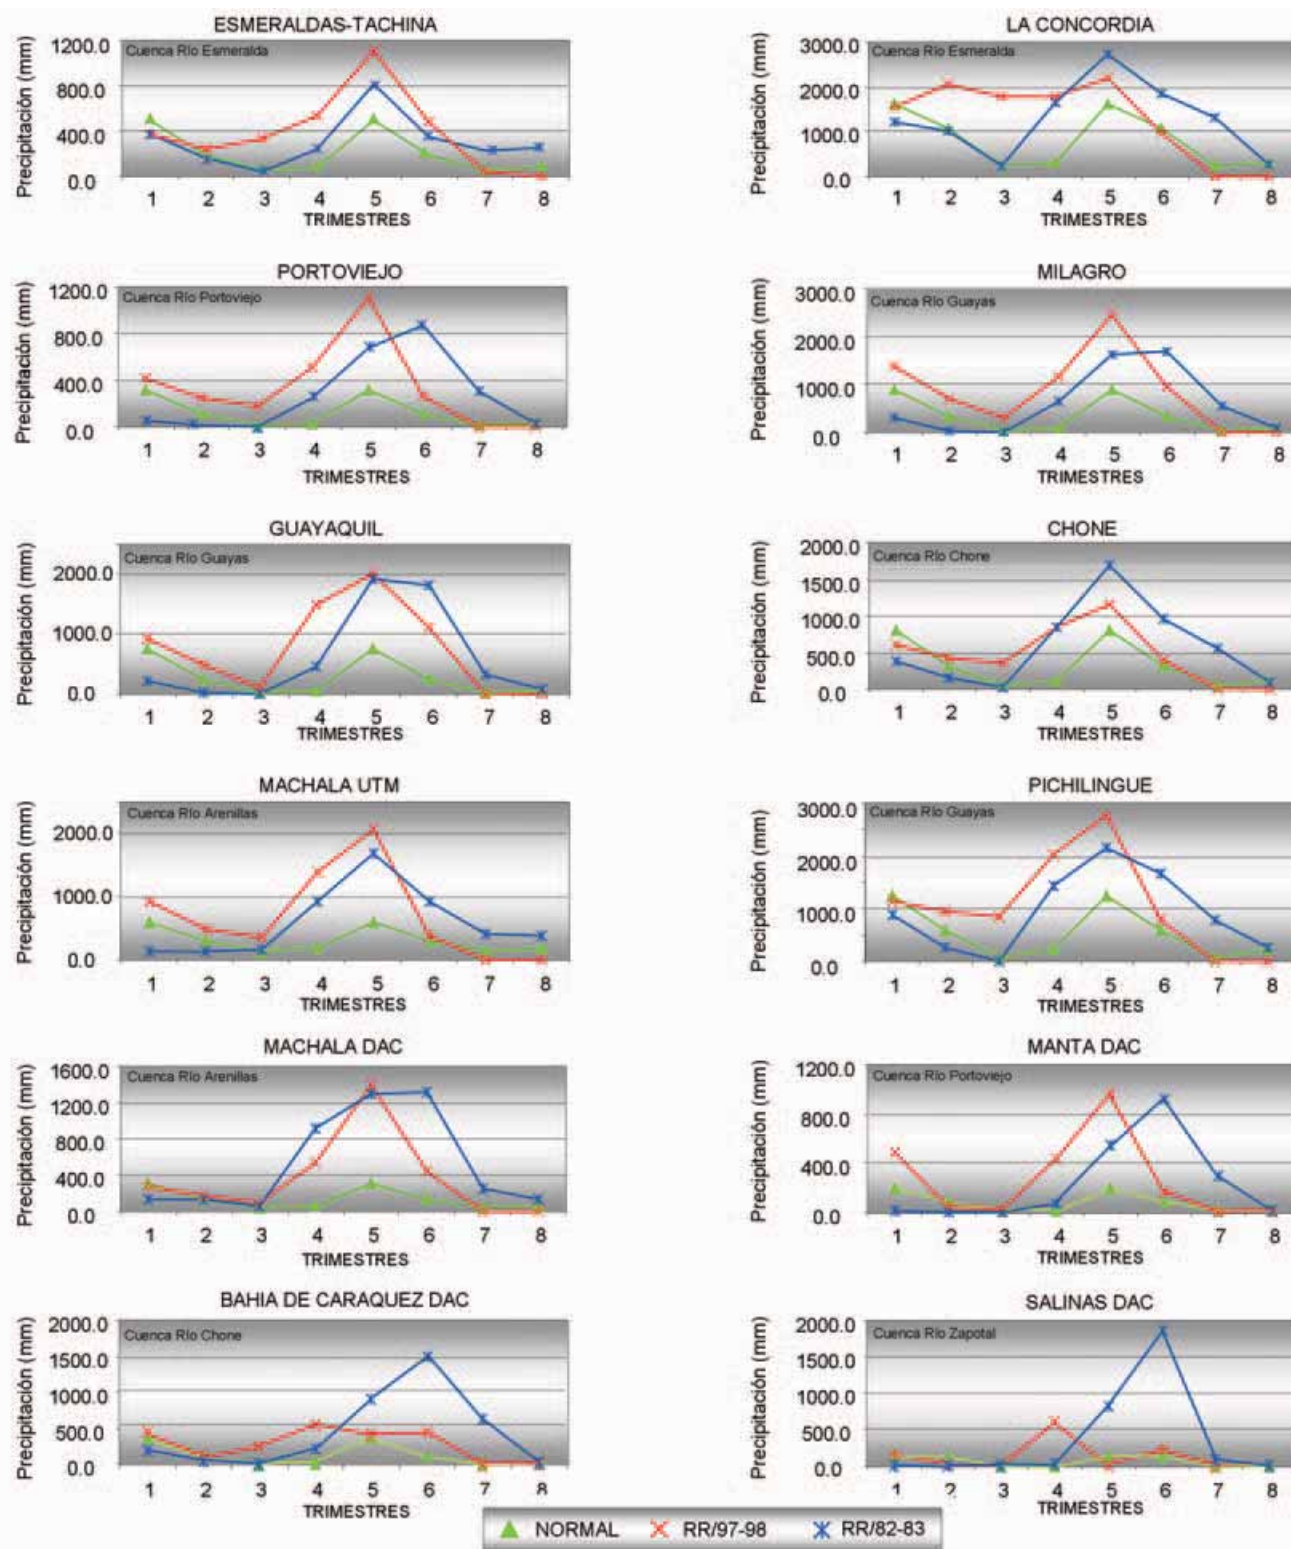 ESMERALDAS-TACHINA
Precipitación (mm)
Cuenca Río Esmeralda
1200.0
800.0
400.0
0.0
1 2 3 4 5 6 7 8
TRIMESTRES
LA CONCORDIA
Precipitación (mm)
Cuenca Río Esmeralda
3000.0
2000.0
1000.0
0.0
1 2 3 4 5 6 7 8
TRIMESTRES
PORTOVIEJO
Precipitación (mm)
Cuenca Río Portoviejo
1200.0
800.0
400.0
0.0
1 2 3 4 5 6 7 8
TRIMESTRES
MILAGRO
Precipitación (mm)
Cuenca Río Guayas
3000.0
2000.0
1000.0
0.0
1 2 3 4 5 6 7 8
TRIMESTRES
GUAYAQUIL
Precipitación (mm)
Cuenca Río Guayas
2000.0
1000.0
0.0
1 2 3 4 5 6 7 8
TRIMESTRES
CHONE
Precipitación (mm)
Cuenca Río Chone
2000.0
1500.0
1000.0
500.0
0.0
1 2 3 4 5 6 7 8
TRIMESTRES
MACHALA UTM
Precipitación (mm)
Cuenca Río Arenillas
2000.0
1000.0
0.0
1 2 3 4 5 6 7 8
TRIMESTRES
PICHILINGUE
Precipitación (mm)
Cuenca Río Guayas
3000.0
2000.0
1000.0
0.0
1 2 3 4 5 6 7 8
TRIMESTRES
MACHALA DAC
Precipitación (mm)
Cuenca Río Arenillas
1600.0
1200.0
800.0
400.0
0.0
1 2 3 4 5 6 7 8
TRIMESTRES
MANTA DAC
Precipitación (mm)
Cuenca Río Portoviejo
1200.0
800.0
400.0
0.0
1 2 3 4 5 6 7 8
TRIMESTRES
BAHIA DE CARAQUEZ DAC
Precipitación (mm)
Cuenca Río Chone
2000.0
1500.0
1000.0
500.0
0.0
1 2 3 4 5 6 7 8
TRIMESTRES
SALINAS DAC
Precipitación (mm)
Cuenca Río Zapotal
2000.0
1500.0
1000.0
500.0
0.0
1 2 3 4 5 6 7 8
TRIMESTRES
NORMAL RR/97-98 RR/82-83